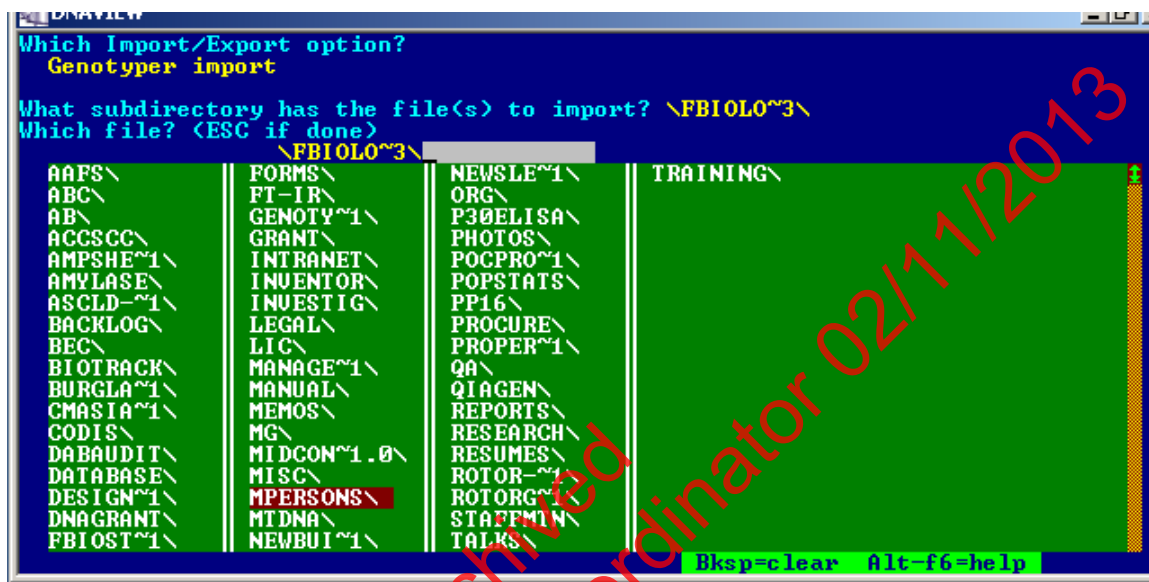 DNAVIEW
Which Import/Export option?
Genotyper import
What subdirectory has the file(s) to import? \FBIOLO~3\
Which file? (ESC if done)
\FBIOLO~3\
AAFS\ FORMS\ NEWSLE~1\ TRAINING\
ABC\ FT-IR\ ORG\
AB\ GENOTY~1\ P30ELISA\
ACCSCC\ GRANT\ PHOTOS\
AMPSHE~1\ INTRANET\ POCPRO~1\
AMYLASE\ INVENTOR\ POPSTATS\
ASCLD-~1\ INVESTIG\ PP16\
BACKLOG\ LEGAL\ PROCURE\
BEC\ LIC\ PROPER~1\
BIOTRACK\ MANAGE~1\ QA\
BURGLA~1\ MANUAL\ QIAGEN\
CMASIA~1\ MEMOS\ REPORTS\
CODIS\ MG\ RESEARCH\
DABAUDIT\ MIDCON~1.0\ RESUMES\
DATABASE\ MISC\ ROTOR-~1\
DESIGN~1\ MPERSONS\ ROTORG~1\
DNAGRANT\ MTDNA\ STAFFMTN\
FBIOST~1\ NEWBUI~1\ TALKS\
Bksp=clear Alt-f6=help